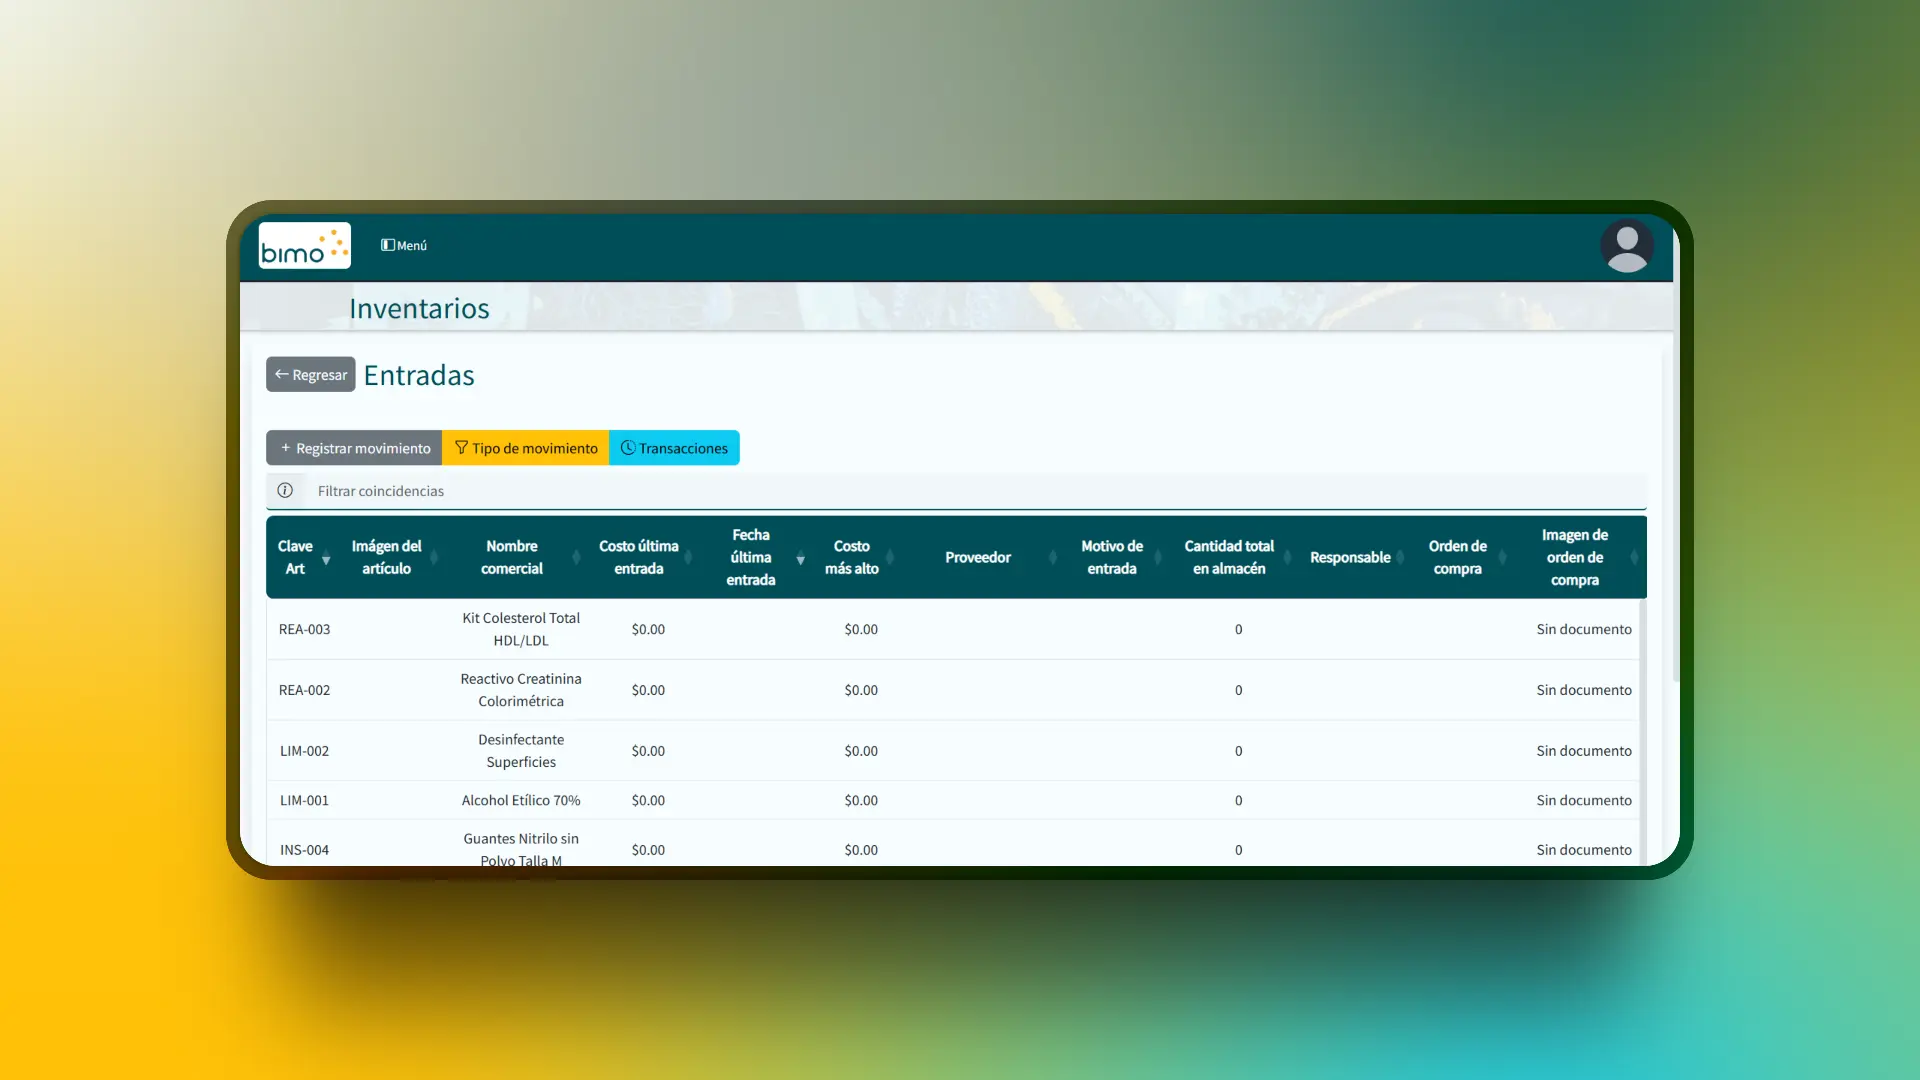 bimo
Menú
Inventarios
← Regresar
Entradas
+ Registrar movimiento
Tipo de movimiento
Transacciones
Filtrar coincidencias
Clave Art
Imágen del artículo
Nombre comercial
Costo última entrada
Fecha última entrada
Costo más alto
Proveedor
Motivo de entrada
Cantidad total en almacén
Responsable
Orden de compra
Imagen de orden de compra
REA-003 Kit Colesterol Total HDL/LDL $0.00 $0.00 0 Sin documento
REA-002 Reactivo Creatinina Colorimétrica $0.00 $0.00 0 Sin documento
LIM-002 Desinfectante Superficies $0.00 $0.00 0 Sin documento
LIM-001 Alcohol Etílico 70% $0.00 $0.00 0 Sin documento
INS-004 Guantes Nitrilo sin Polvo Talla M $0.00 $0.00 0 Sin documento